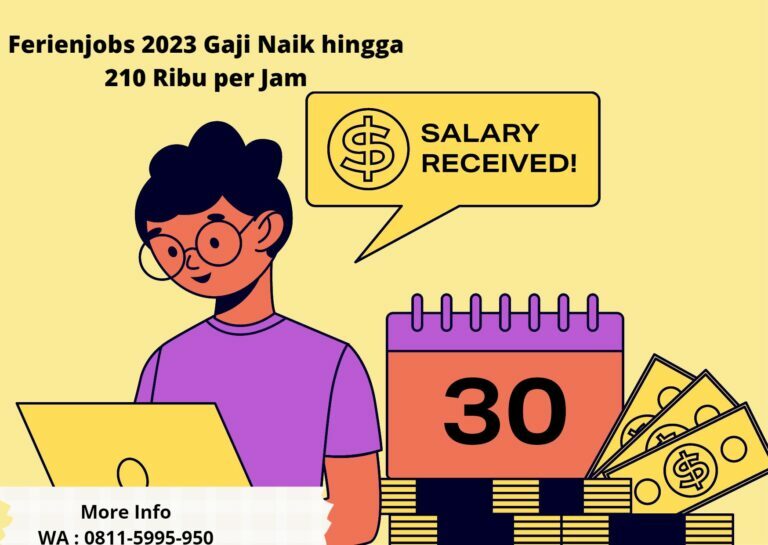 Ferienjobs 2023 Gaji Naik hingga
210 Ribu per Jam
SALARY
RECEIVED!
30
More Info
WA : 0811-5995-950